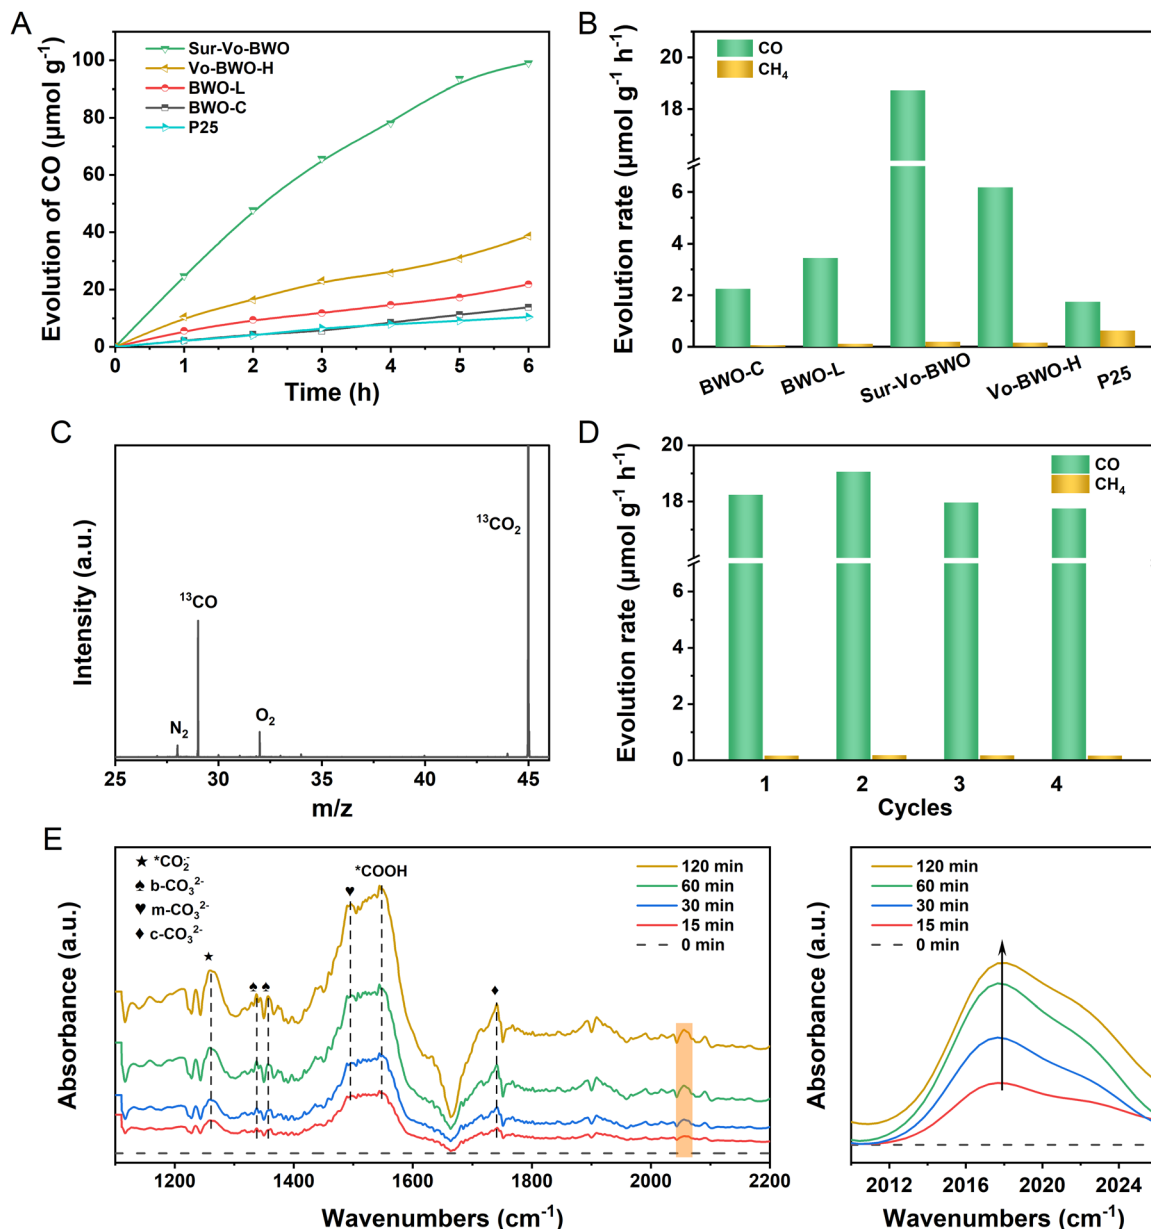 A
Evolution of CO (μmol g⁻¹)
100
80
60
40
20
0
Sur-Vo-BWO
Vo-BWO-H
BWO-L
BWO-C
P25
0 1 2 3 4 5 6
Time (h)
B
Evolution rate (μmol g⁻¹ h⁻¹)
20
18
6
4
2
0
CO
CH₄
BWO-C
BWO-L
Sur-Vo-BWO
Vo-BWO-H
P25
C
Intensity (a.u.)
N₂
¹³CO
O₂
¹³CO₂
25 30 35 40 45
m/z
D
Evolution rate (μmol g⁻¹ h⁻¹)
20
18
6
4
2
0
CO
CH₄
1 2 3 4
Cycles
E
Absorbance (a.u.)
★ *CO₂⁻
♠ b-CO₃²⁻
♥ m-CO₃²⁻
♦ c-CO₃²⁻
*COOH
120 min
60 min
30 min
15 min
0 min
1200 1400 1600 1800 2000 2200
Wavenumbers (cm⁻¹)
Absorbance (a.u.)
120 min
60 min
30 min
15 min
0 min
2012 2016 2020 2024
Wavenumbers (cm⁻¹)